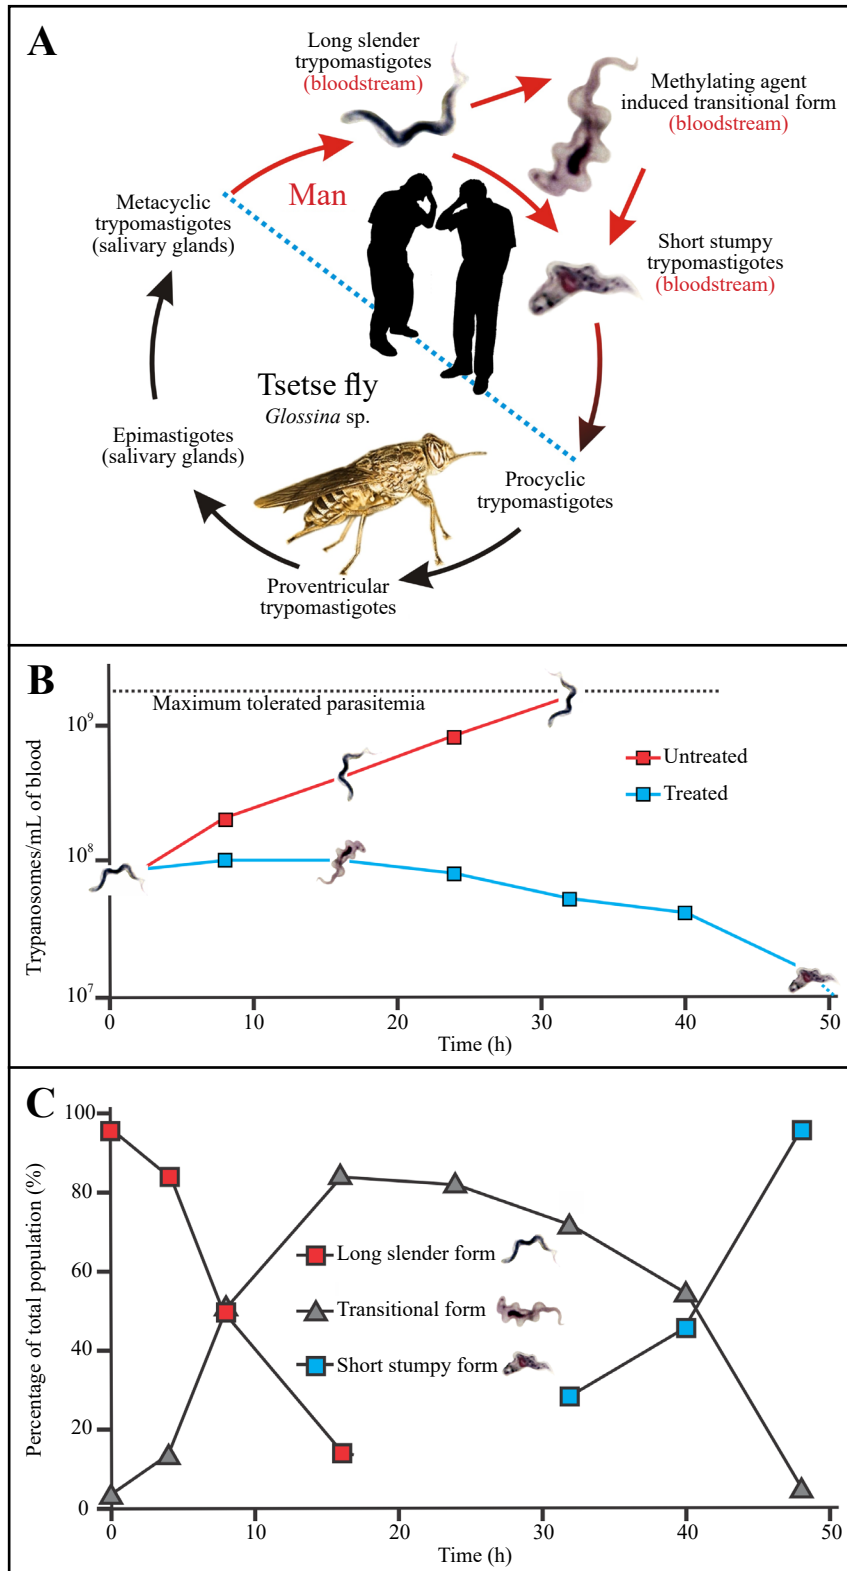 A
Long slender
trypomastigotes
(bloodstream)
Methylating agent
induced transitional form
(bloodstream)
Man
Metacyclic
trypomastigotes
(salivary glands)
Short stumpy
trypomastigotes
(bloodstream)
Tsetse fly
Glossina sp.
Epimastigotes
(salivary glands)
Procyclic
trypomastigotes
Proventricular
trypomastigotes
B
Maximum tolerated parasitemia
10⁹
Untreated
Treated
10⁸
10⁷
Trypanosomes/mL of blood
0
10
20
30
40
50
Time (h)
C
100
80
60
40
20
0
Percentage of total population (%)
Long slender form
Transitional form
Short stumpy form
0
10
20
30
40
50
Time (h)